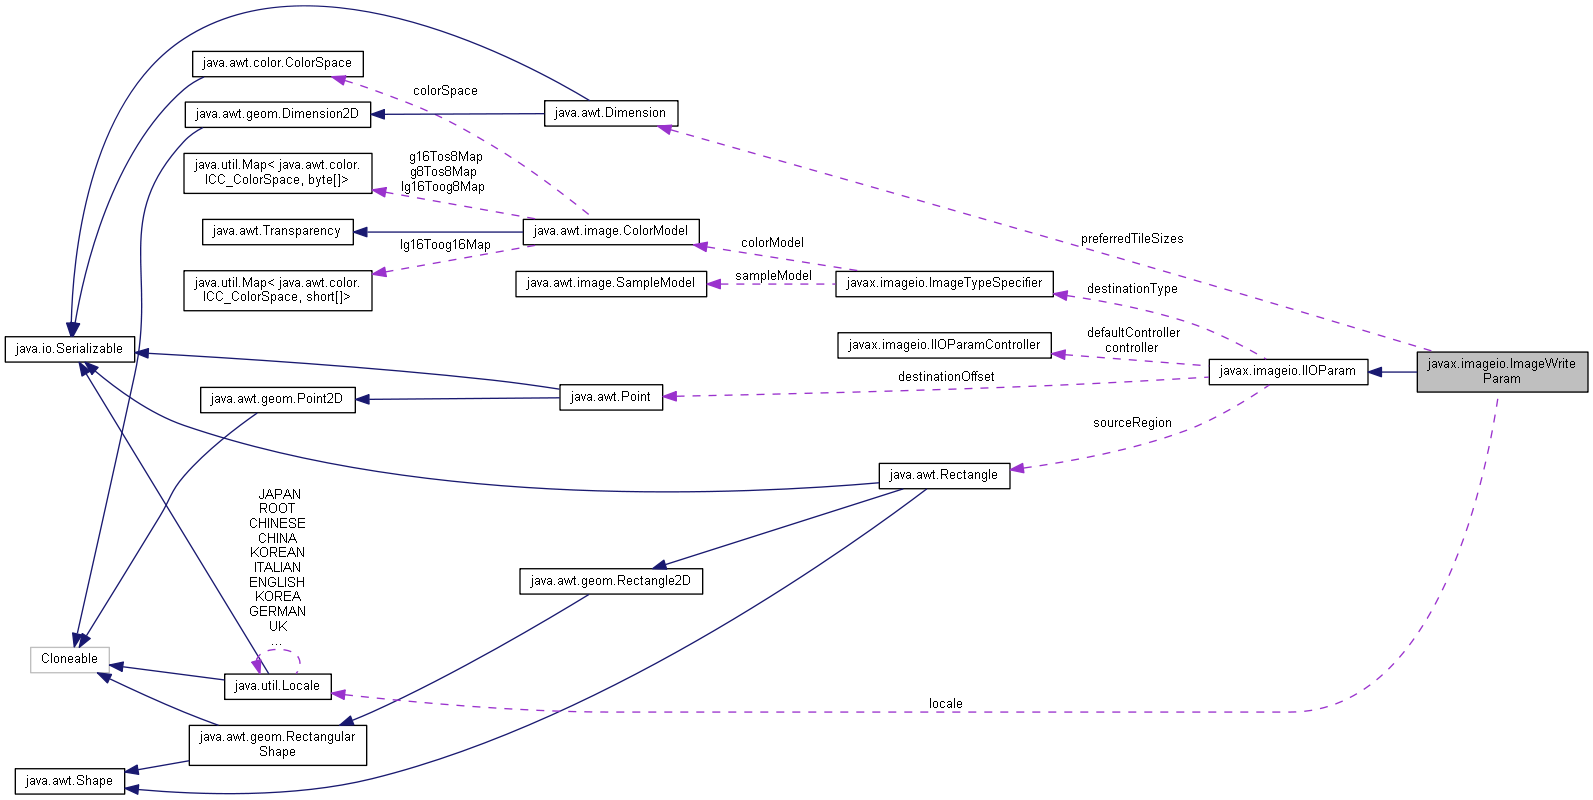 java.awt.color.ColorSpace
colorSpace
java.awt.geom.Dimension2D
java.awt.Dimension
java.util.Map< java.awt.color.
ICC_ColorSpace, byte[]>
g16Tos8Map
g8Tos8Map
lg16Toog8Map
java.awt.Transparency
java.awt.image.ColorModel
lg16Toog16Map
colorModel
preferredTileSizes
java.util.Map< java.awt.color.
ICC_ColorSpace, short[]>
java.awt.image.SampleModel
sampleModel
javax.imageio.ImageTypeSpecifier
destinationType
java.io.Serializable
javax.imageio.IIOParamController
defaultController
controller
javax.imageio.IIOParam
javax.imageio.ImageWrite
Param
destinationOffset
java.awt.geom.Point2D
java.awt.Point
sourceRegion
java.awt.Rectangle
JAPAN
ROOT
CHINESE
CHINA
KOREAN
ITALIAN
ENGLISH
KOREA
GERMAN
UK
...
java.awt.geom.Rectangle2D
Cloneable
java.util.Locale
locale
java.awt.geom.Rectangular
Shape
java.awt.Shape